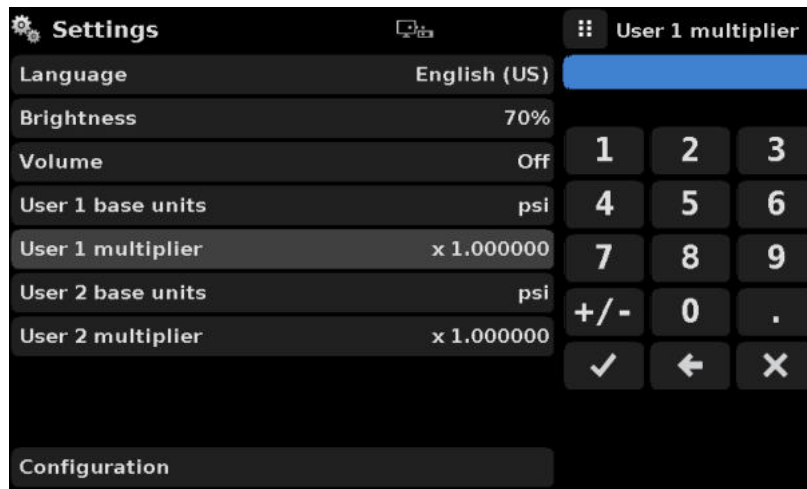 Settings
Language English (US)
Brightness 70%
Volume Off
User 1 base units psi
User 1 multiplier x 1.000000
User 2 base units psi
User 2 multiplier x 1.000000
Configuration
User 1 multiplier
1 2 3
4 5 6
7 8 9
+/- 0 .